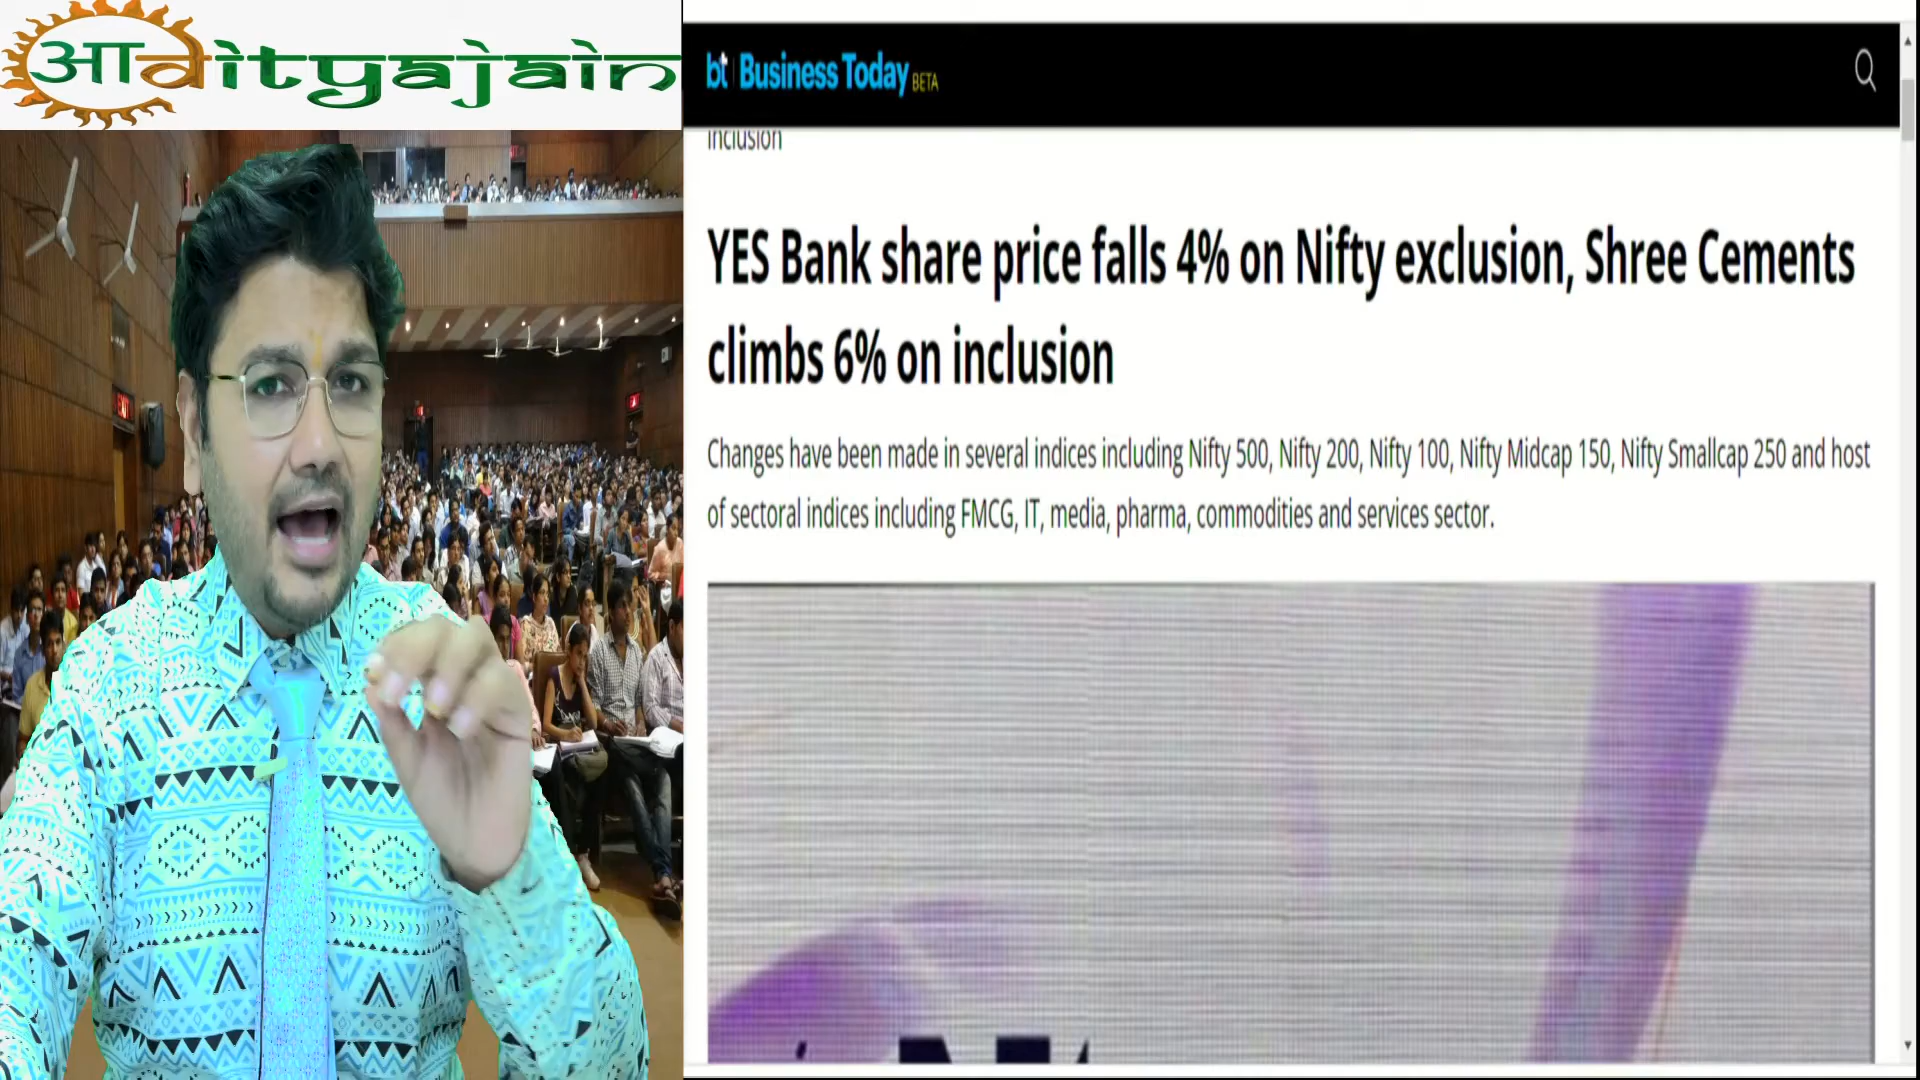 आdityajain
bt Business Today BETA
inclusion
YES Bank share price falls 4% on Nifty exclusion, Shree Cements
climbs 6% on inclusion
Changes have been made in several indices including Nifty 500, Nifty 200, Nifty 100, Nifty Midcap 150, Nifty Smallcap 250 and host
of sectoral indices including FMCG, IT, media, pharma, commodities and services sector.